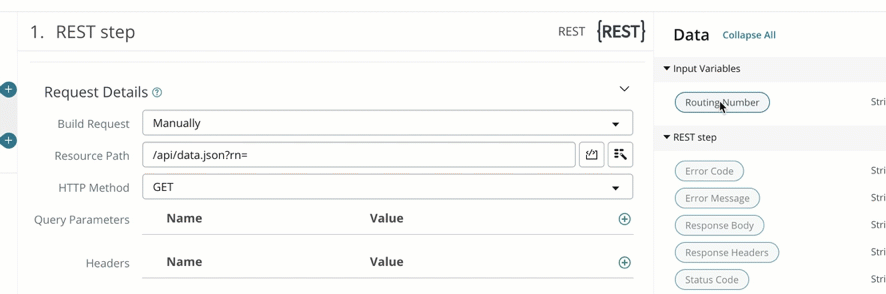 1. REST step
REST {REST}
Request Details ?
Build Request Manually
Resource Path /api/data.json?rn=
HTTP Method GET
Query Parameters Name Value
Headers Name Value
Data Collapse All
Input Variables
Routing Number Stri
REST step
Error Code Stri
Error Message Stri
Response Body Stri
Response Headers Stri
Status Code Stri